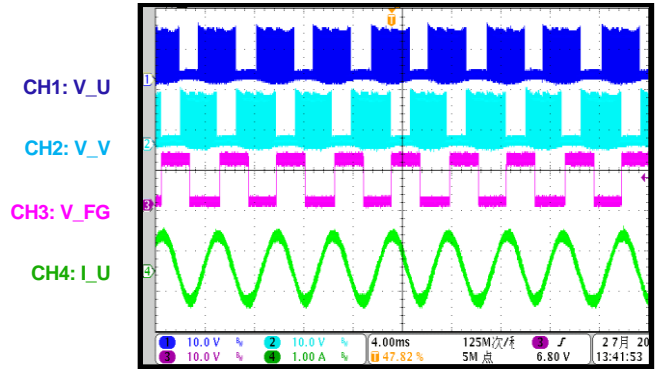 CH1: V_U
CH2: V_V
CH3: V_FG
CH4: I_U
T
1
2
3
4
1 10.0 V 2 10.0 V 4.00ms 125M次/ 3 27月 20
3 10.0 V 4 1.00 A T 47.82 % 5M 点 6.80 V 13:41:53